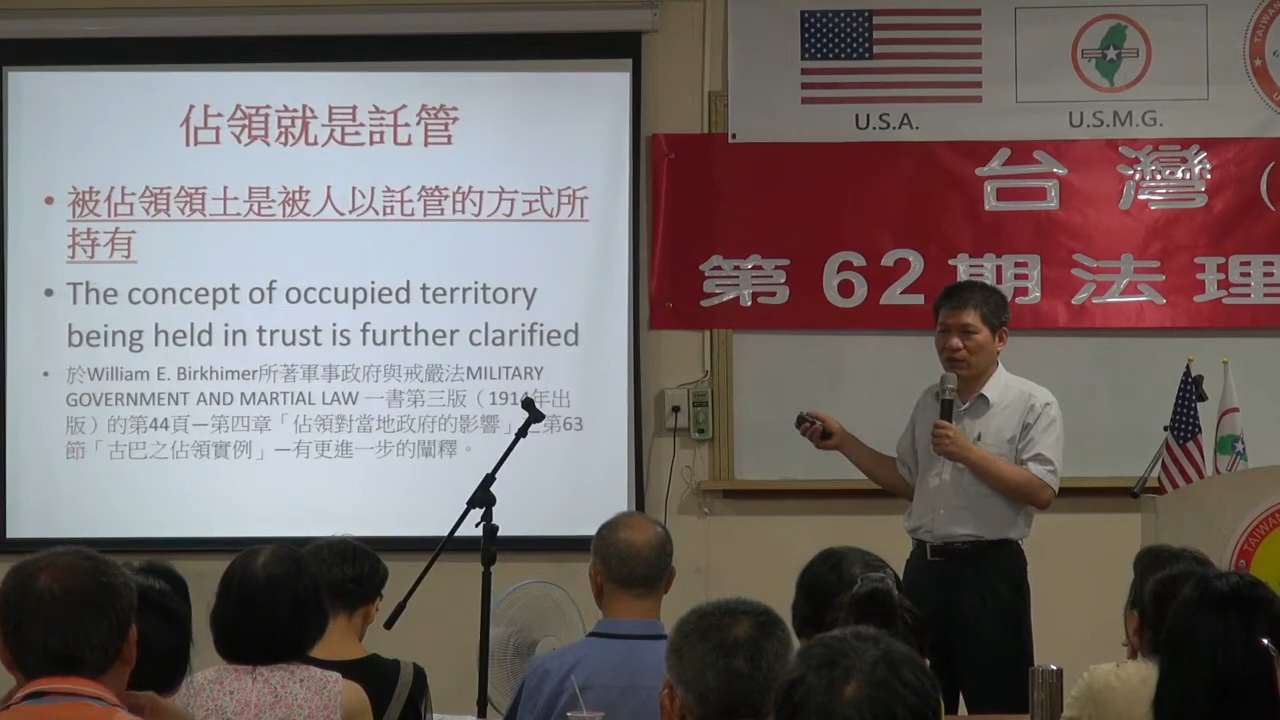 佔領就是託管
• 被佔領領土是被人以託管的方式所
持有
• The concept of occupied territory
being held in trust is further clarified
• 於William E. Birkhimer所著軍事政府與戒嚴法MILITARY
GOVERNMENT AND MARTIAL LAW 一書第三版（1914年出
版）的第44頁—第四章「佔領對當地政府的影響」 第63
節「古巴之佔領實例」—有更進一步的闡釋。
U.S.A.
U.S.M.G.
TAIWAN
台灣（
第62期法理
TAIWAN